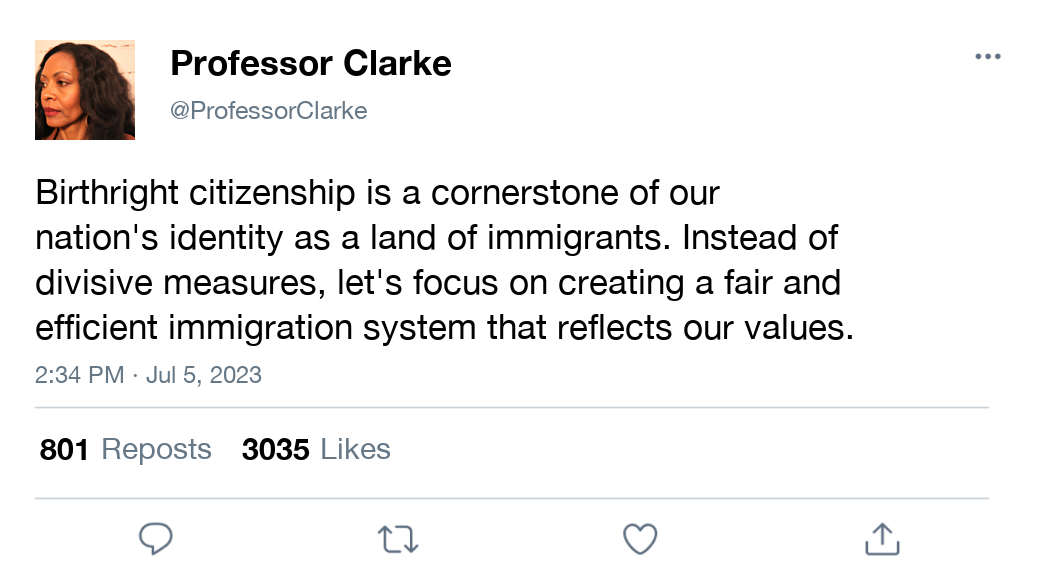 Professor Clarke
@ProfessorClarke
Birthright citizenship is a cornerstone of our
nation's identity as a land of immigrants. Instead of
divisive measures, let's focus on creating a fair and
efficient immigration system that reflects our values.
2:34 PM · Jul 5, 2023
801 Reposts 3035 Likes